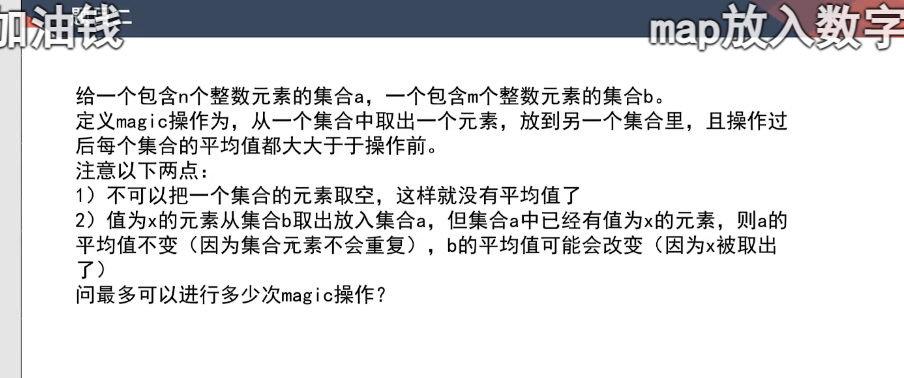 加油钱
map放入数字
给一个包含n个整数元素的集合a，一个包含m个整数元素的集合b。
定义magic操作为，从一个集合中取出一个元素，放到另一个集合里，且操作过
后每个集合的平均值都大大于于操作前。
注意以下两点：
1）不可以把一个集合的元素取空，这样就没有平均值了
2）值为x的元素从集合b取出放入集合a，但集合a中已经有值为x的元素，则a的
平均值不变（因为集合元素不会重复），b的平均值可能会改变（因为x被取出
了）
问最多可以进行多少次magic操作？